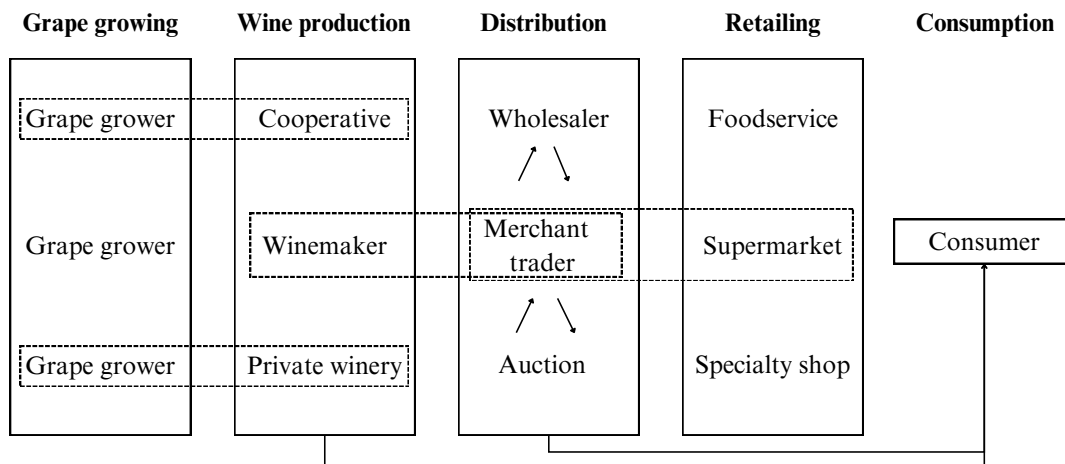 Grape growing Wine production Distribution Retailing Consumption
Grape grower Cooperative Wholesaler Foodservice
Grape grower Winemaker Merchant trader Supermarket Consumer
Grape grower Private winery Auction Specialty shop